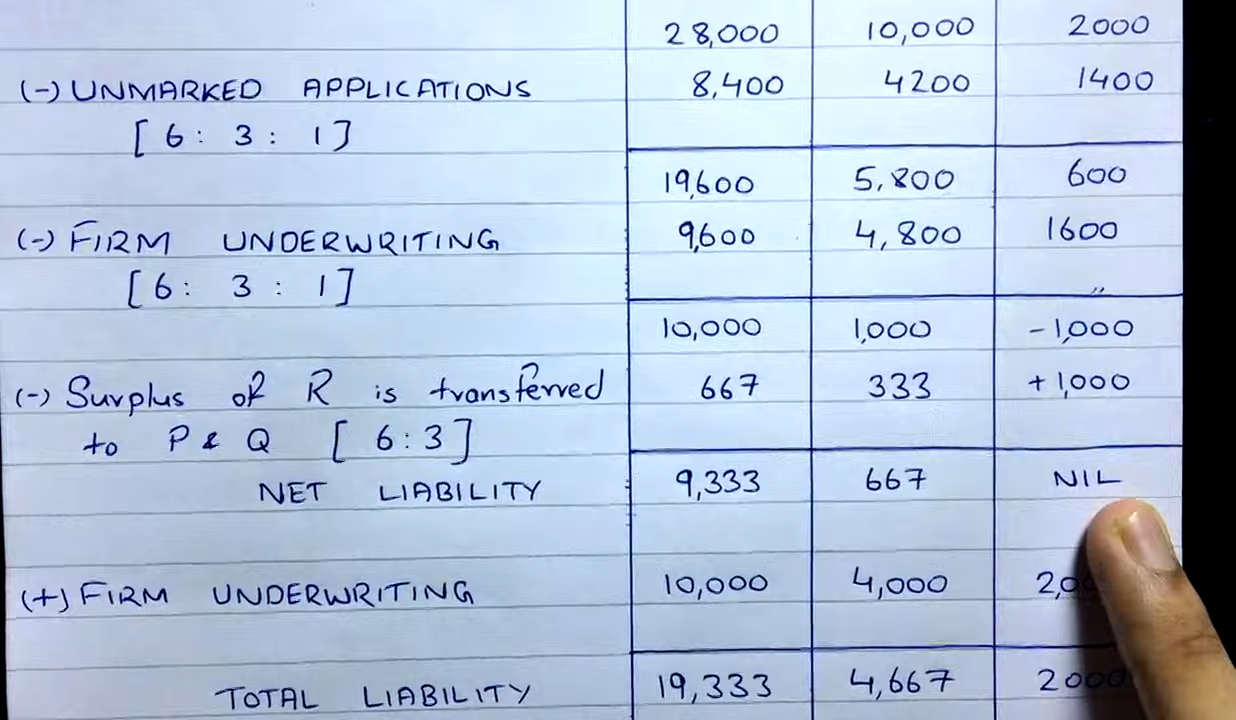 28,000 10,000 2000
(-) UNMARKED APPLICATIONS 8,400 4200 1400
[ 6 : 3 : 1 ]
19,600 5,800 600
(-) FIRM UNDERWRITING 9,600 4,800 1600
[ 6 : 3 : 1 ]
10,000 1,000 -1,000
(-) Surplus of R is transferred 667 333 +1,000
to P & Q [ 6 : 3 ]
NET LIABILITY 9,333 667 NIL
(+) FIRM UNDERWRITING 10,000 4,000
TOTAL LIABILITY 19,333 4,667 2000